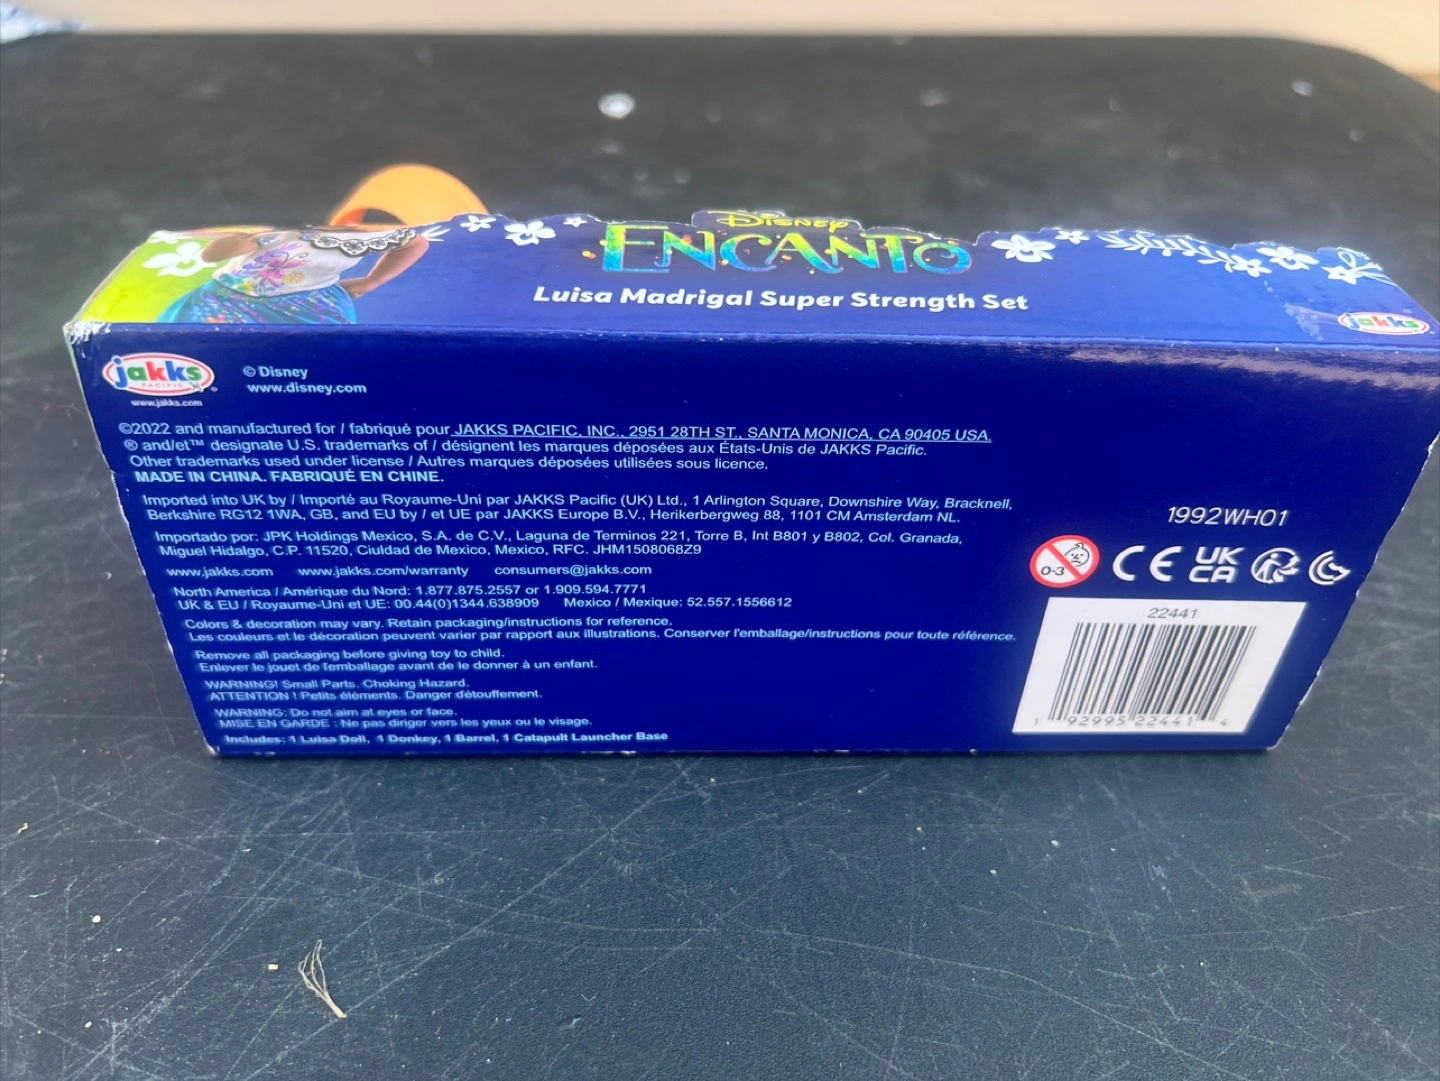 Disney
ENCANTO
Luisa Madrigal Super Strength Set
jakks
jakks
PACIFIC
www.jakks.com
© Disney
www.disney.com
©2022 and manufactured for / fabriqué pour JAKKS PACIFIC, INC., 2951 28TH ST., SANTA MONICA, CA 90405 USA.
® and/et™ designate U.S. trademarks of / désignent les marques déposées aux États-Unis de JAKKS Pacific.
Other trademarks used under license / Autres marques déposées utilisées sous licence.
MADE IN CHINA. FABRIQUÉ EN CHINE.
Imported into UK by / Importé au Royaume-Uni par JAKKS Pacific (UK) Ltd., 1 Arlington Square, Downshire Way, Bracknell,
Berkshire RG12 1WA, GB, and EU by / et UE par JAKKS Europe B.V., Herikerbergweg 88, 1101 CM Amsterdam NL.
Importado por: JPK Holdings Mexico, S.A. de C.V., Laguna de Terminos 221, Torre B, Int B801 y B802, Col. Granada,
Miguel Hidalgo, C.P. 11520, Ciuldad de Mexico, Mexico, RFC. JHM1508068Z9
www.jakks.com www.jakks.com/warranty consumers@jakks.com
North America / Amérique du Nord: 1.877.875.2557 or 1.909.594.7771
UK & EU / Royaume-Uni et UE: 00.44(0)1344.638909 Mexico / Mexique: 52.557.1556612
Colors & decoration may vary. Retain packaging/instructions for reference.
Les couleurs et le décoration peuvent varier par rapport aux illustrations. Conserver l'emballage/instructions pour toute référence.
Remove all packaging before giving toy to child.
Enlever le jouet de l'emballage avant de le donner à un enfant.
WARNING! Small Parts. Choking Hazard.
ATTENTION ! Petits éléments. Danger d'étouffement.
WARNING: Do not aim at eyes or face.
MISE EN GARDE : Ne pas diriger vers les yeux ou le visage.
Includes: 1 Luisa Doll, 1 Donkey, 1 Barrel, 1 Catapult Launcher Base
1992WH01
0-3
CE
UK
CA
22441
1 92995 22441 4